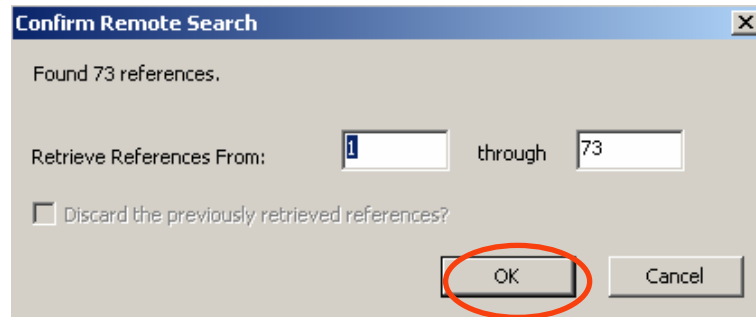 Confirm Remote Search
Found 73 references.
Retrieve References From: 1 through 73
Discard the previously retrieved references?
OK Cancel